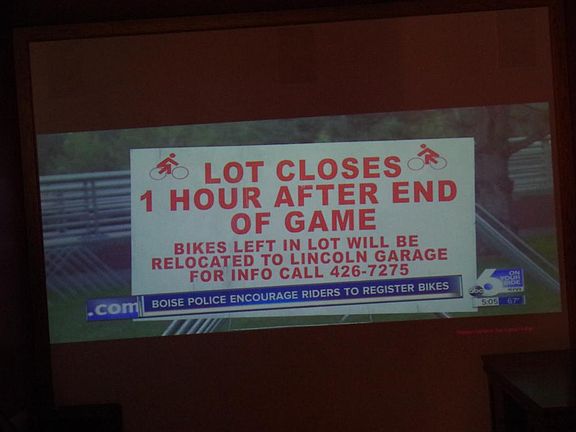 LOT CLOSES
1 HOUR AFTER END
OF GAME
BIKES LEFT IN LOT WILL BE
RELOCATED TO LINCOLN GARAGE
FOR INFO CALL 426-7275
.com
BOISE POLICE ENCOURAGE RIDERS TO REGISTER BIKES
abc 6
ON
YOUR
SIDE
5:05 67°